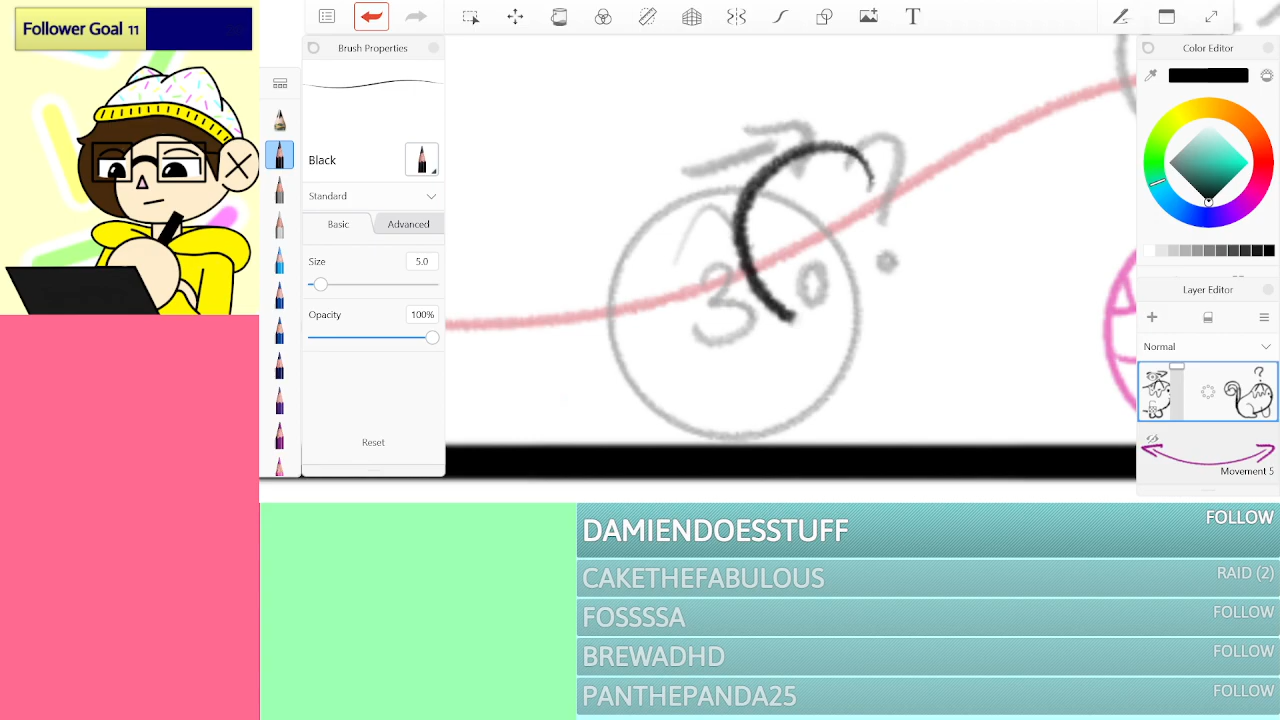 Follower Goal 11
T
Brush Properties
Black
Standard
Basic
Advanced
Size
5.0
Opacity
100%
Reset
30
?
Color Editor
Layer Editor
Normal
?
Movement 5
DAMIENDOESSTUFF
FOLLOW
CAKETHEFABULOUS
RAID (2)
FOSSSSA
FOLLOW
BREWADHD
FOLLOW
PANTHEPANDA25
FOLLOW